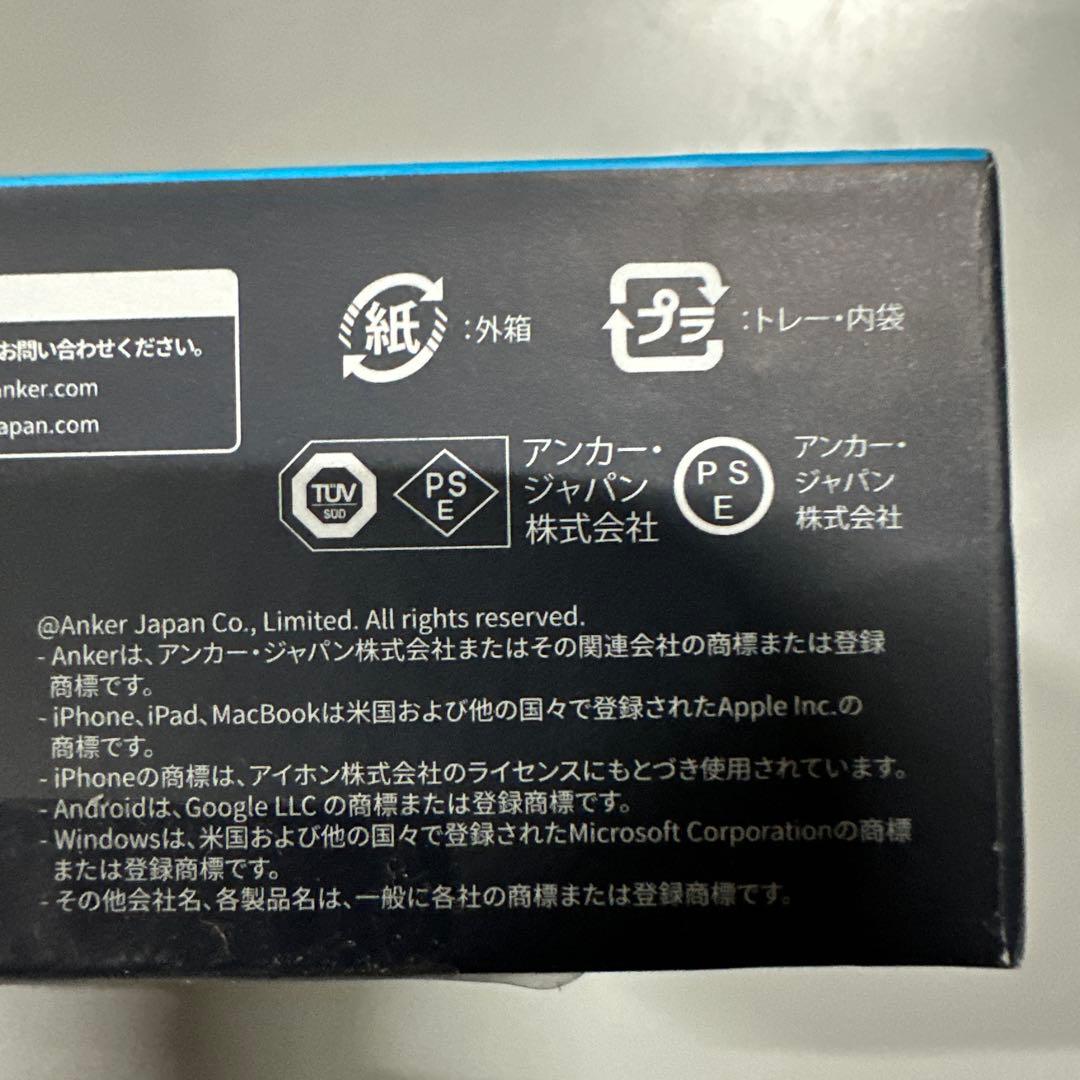 お問い合わせください。
anker.com
apan.com
紙
:外箱
プラ
:トレー・内袋
TÜV
SÜD
PS
E
アンカー・
ジャパン
株式会社
PS
E
アンカー・
ジャパン
株式会社
@Anker Japan Co., Limited. All rights reserved.
- Ankerは、アンカー・ジャパン株式会社またはその関連会社の商標または登録
商標です。
- iPhone、iPad、MacBookは米国および他の国々で登録されたApple Inc.の
商標です。
- iPhoneの商標は、アイホン株式会社のライセンスにもとづき使用されています。
- Androidは、Google LLC の商標または登録商標です。
- Windowsは、米国および他の国々で登録されたMicrosoft Corporationの商標
または登録商標です。
- その他会社名、各製品名は、一般に各社の商標または登録商標です。